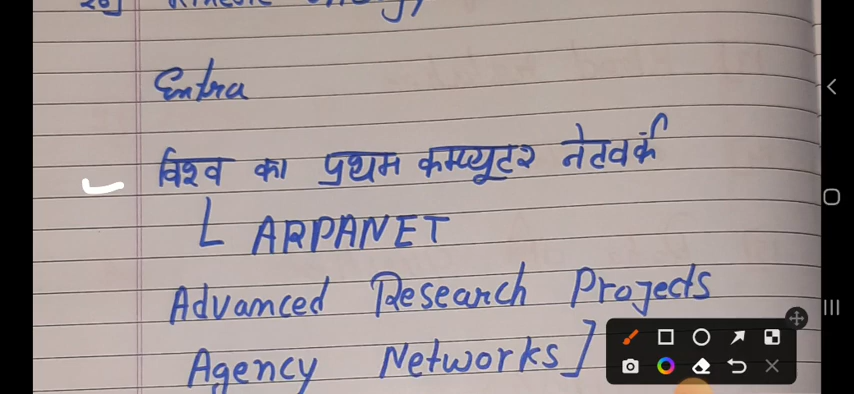 Extra
विश्व का प्रथम कम्प्यूटर नेटवर्क
ARPANET
Advanced Research Projects
Agency Networks]